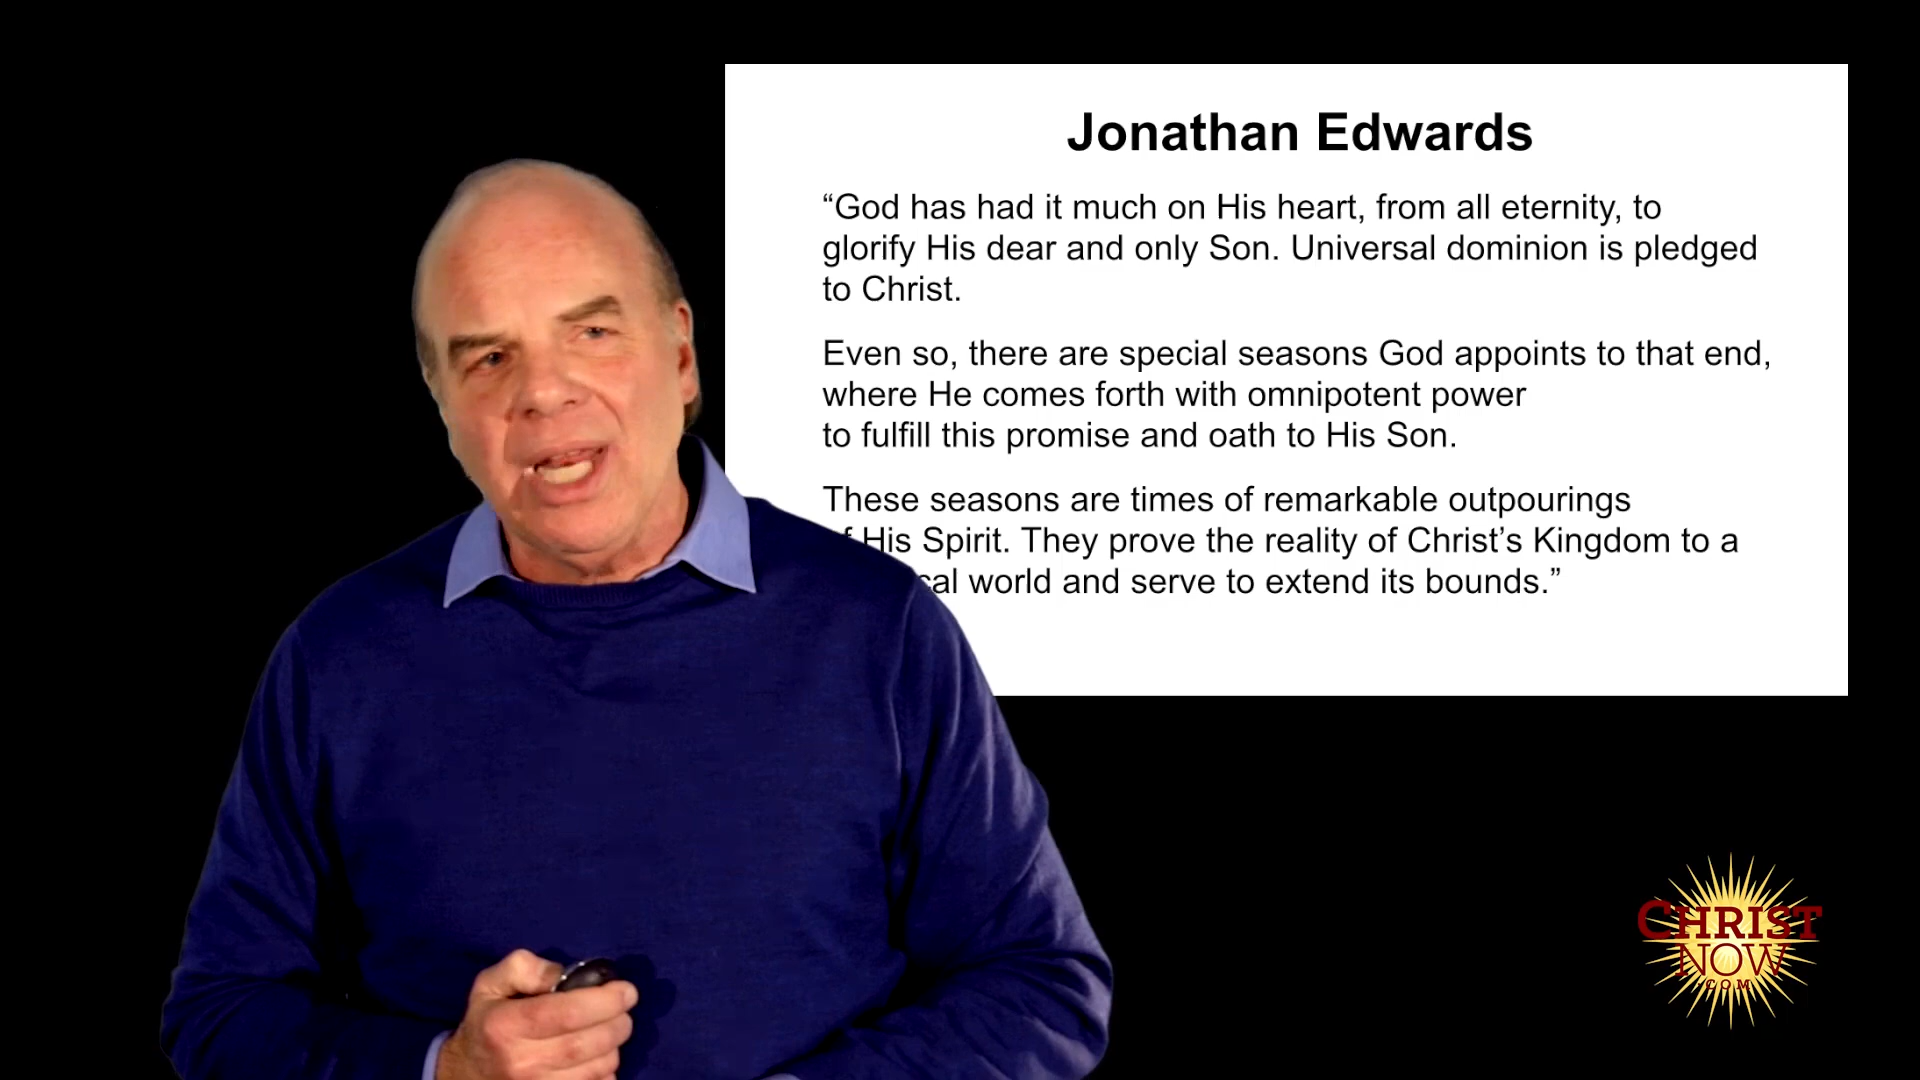 Jonathan Edwards
“God has had it much on His heart, from all eternity, to
glorify His dear and only Son. Universal dominion is pledged
to Christ.
Even so, there are special seasons God appoints to that end,
where He comes forth with omnipotent power
to fulfill this promise and oath to His Son.
These seasons are times of remarkable outpourings
His Spirit. They prove the reality of Christ’s Kingdom to a
world and serve to extend its bounds.”
CHRIST
NOW
.COM